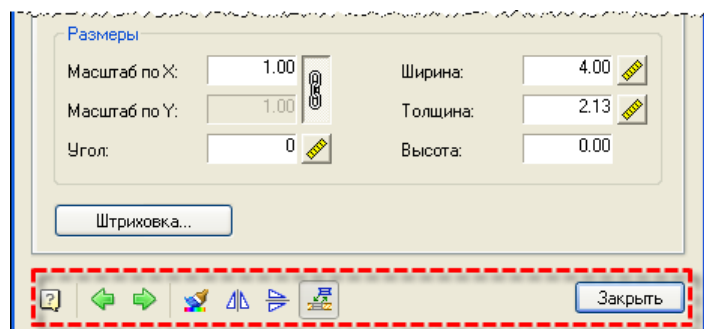 Размеры
Масштаб по X: 1.00 Ширина: 4.00
Масштаб по Y: 1.00 Толщина: 2.13
Угол: 0 Высота: 0.00
Штриховка...
? Закрыть